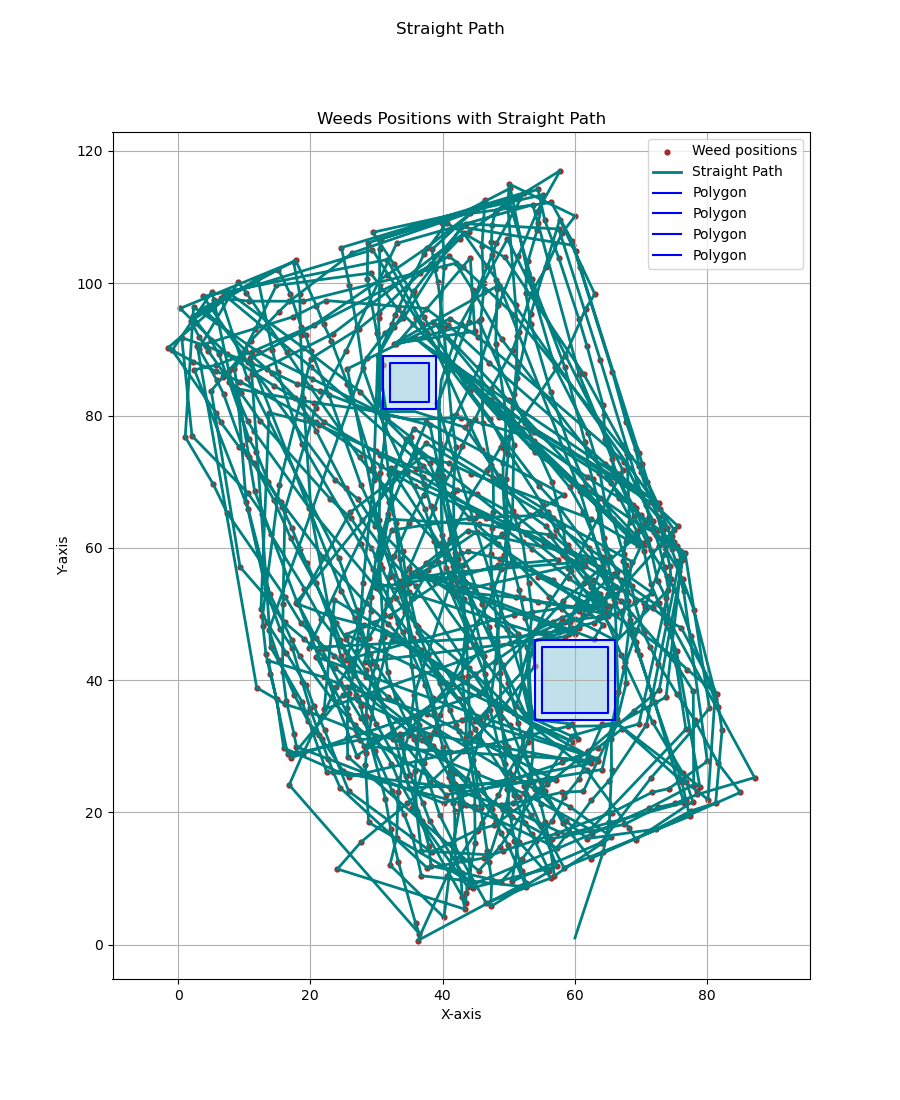 Straight Path
Weeds Positions with Straight Path
Weed positions
Straight Path
Polygon
Polygon
Polygon
Polygon
120
100
80
60
40
20
0
Y-axis
0 20 40 60 80
X-axis